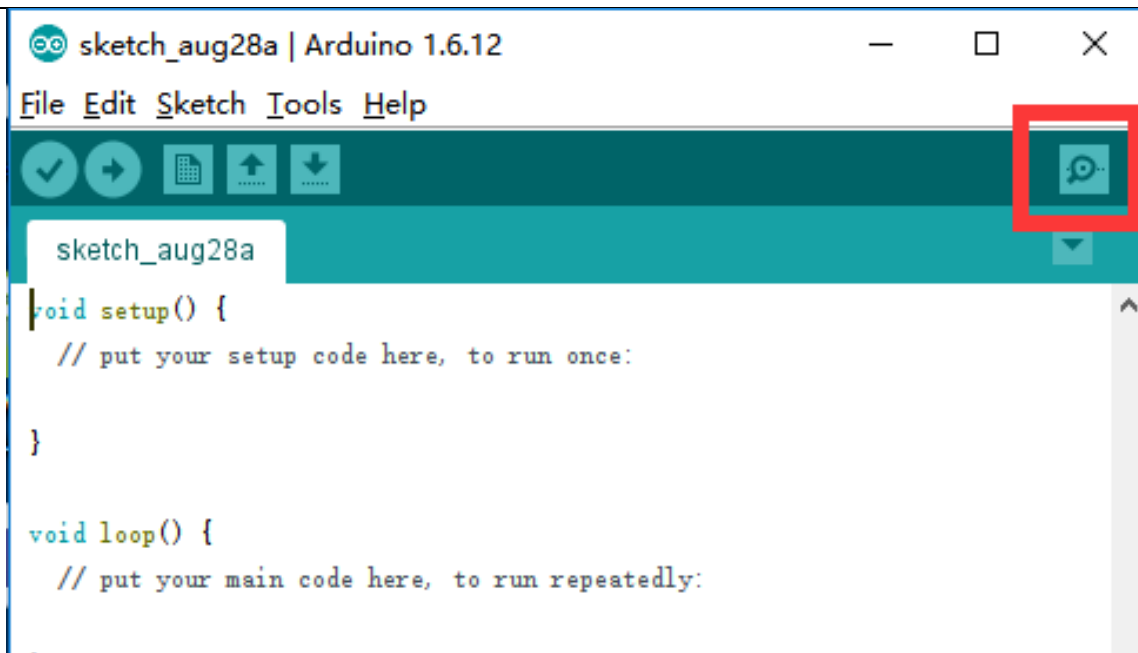 sketch_aug28a | Arduino 1.6.12
File Edit Sketch Tools Help
sketch_aug28a
void setup() {
// put your setup code here, to run once:
}
void loop() {
// put your main code here, to run repeatedly: